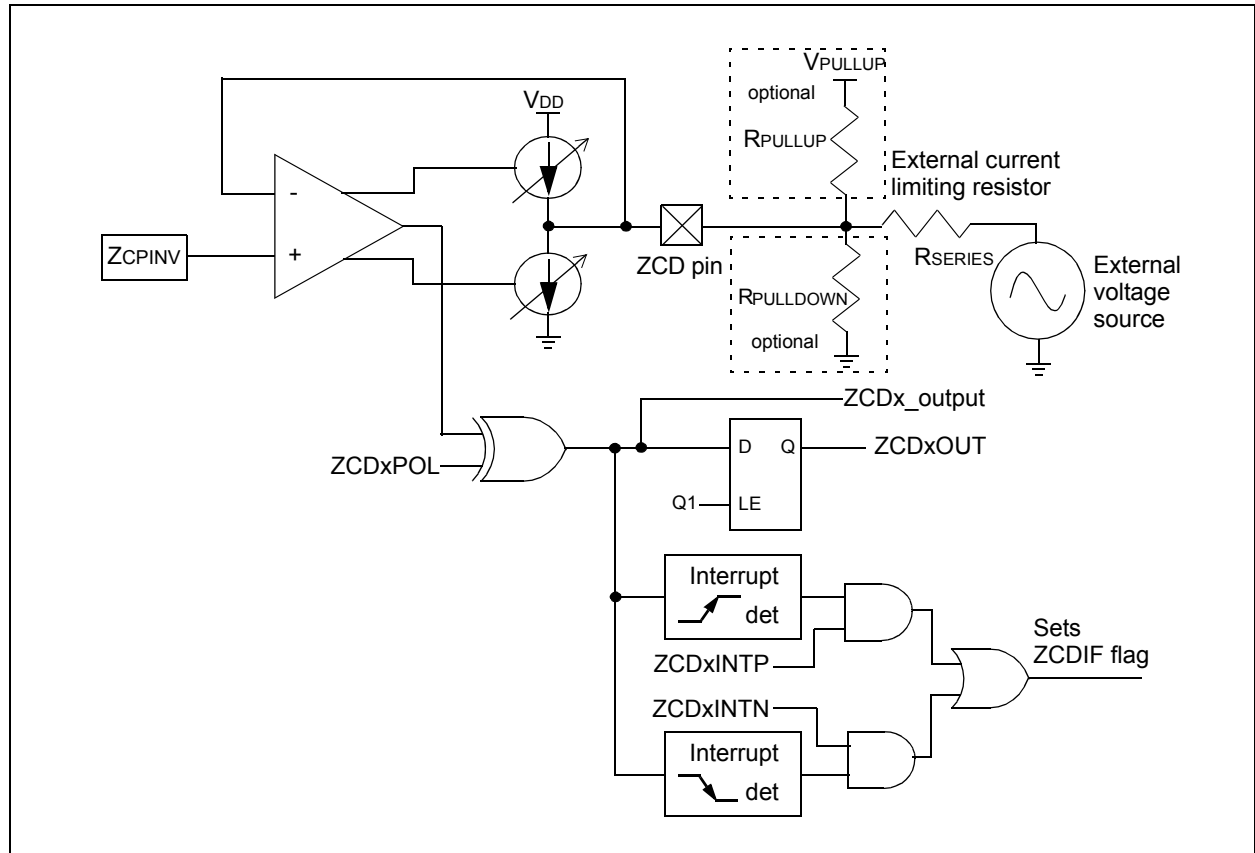 VPULLUP
optional
RPULLUP
VDD
External current
limiting resistor
-
+
ZCPINV
ZCD pin
RSERIES
RPULLDOWN
optional
External
voltage
source
ZCDx_output
ZCDxPOL
D
Q
ZCDxOUT
Q1
LE
Interrupt
det
ZCDxINTP
Sets
ZCDIF flag
ZCDxINTN
Interrupt
det